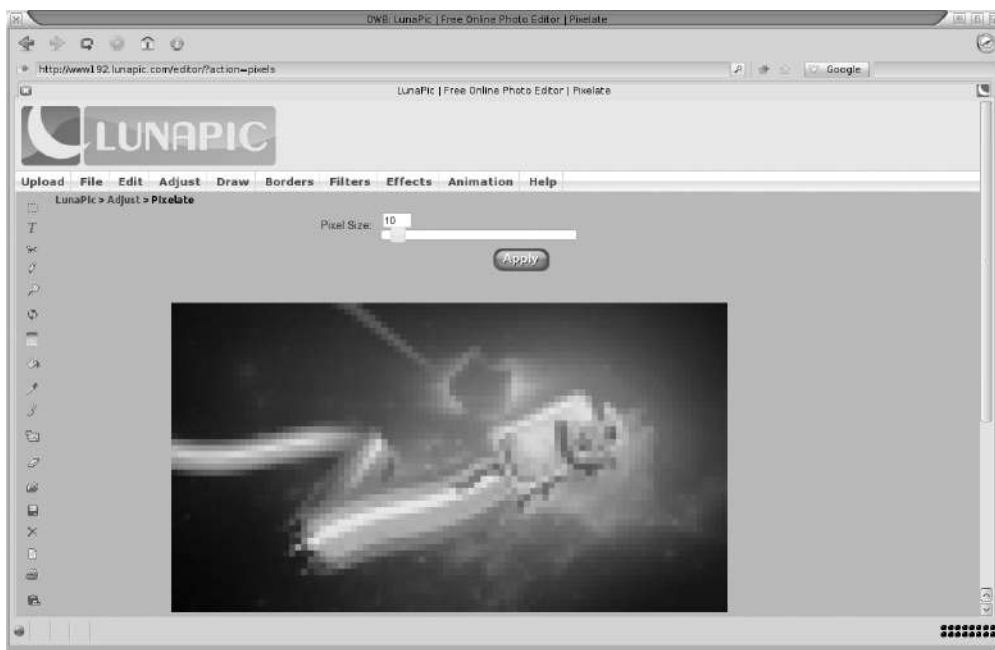 OWB: LunaPic | Free Online Photo Editor | Pixelate
http://www192.lunapic.com/editor/?action=pixels
Google
LunaPic | Free Online Photo Editor | Pixelate
LUNAPIC
Upload File Edit Adjust Draw Borders Filters Effects Animation Help
LunaPic > Adjust > Pixelate
Pixel Size: 10
Apply